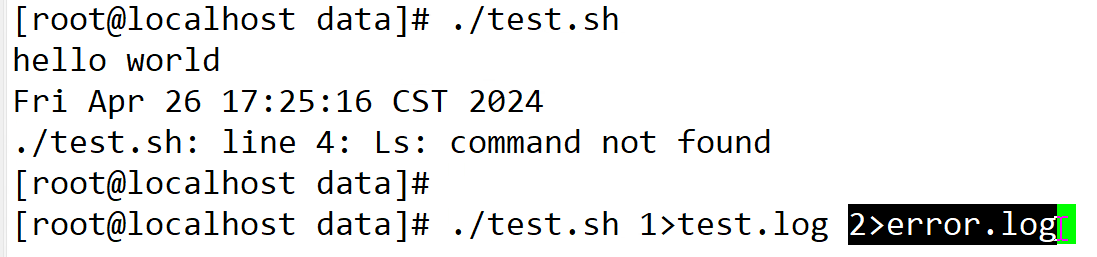 [root@localhost data]# ./test.sh
hello world
Fri Apr 26 17:25:16 CST 2024
./test.sh: line 4: Ls: command not found
[root@localhost data]#
[root@localhost data]# ./test.sh 1>test.log 2>error.log